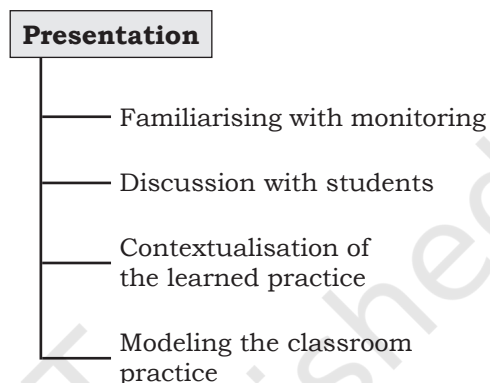 Presentation
Familiarising with monitoring
Discussion with students
Contextualisation of
the learned practice
Modeling the classroom
practice